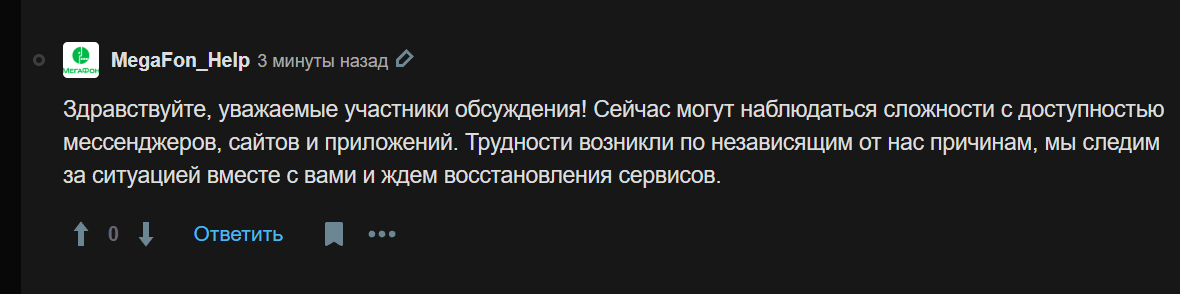 МЕГАФОН
MegaFon_Help 3 минуты назад
Здравствуйте, уважаемые участники обсуждения! Сейчас могут наблюдаться сложности с доступностью
мессенджеров, сайтов и приложений. Трудности возникли по независящим от нас причинам, мы следим
за ситуацией вместе с вами и ждем восстановления сервисов.
0 Ответить